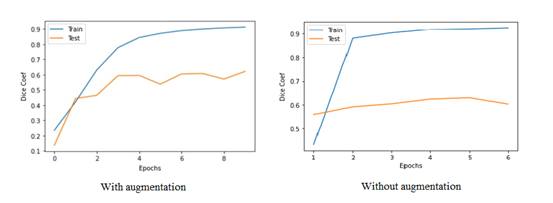 0.9
0.8
0.7
0.6
0.5
0.4
0.3
0.2
0.1
Dice Coef
Train
Test
0 2 4 6 8
Epochs
With augmentation
0.9
0.8
0.7
0.6
0.5
Dice Coef
Train
Test
1 2 3 4 5 6
Epochs
Without augmentation